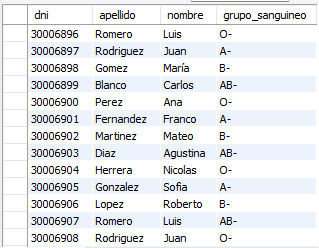 dni apellido nombre grupo_sanguineo
30006896 Romero Luis O-
30006897 Rodriguez Juan A-
30006898 Gomez María B-
30006899 Blanco Carlos AB-
30006900 Perez Ana O-
30006901 Fernandez Franco A-
30006902 Martinez Mateo B-
30006903 Diaz Agustina AB-
30006904 Herrera Nicolas O-
30006905 Gonzalez Sofia A-
30006906 Lopez Roberto B-
30006907 Romero Luis AB-
30006908 Rodriguez Juan O-